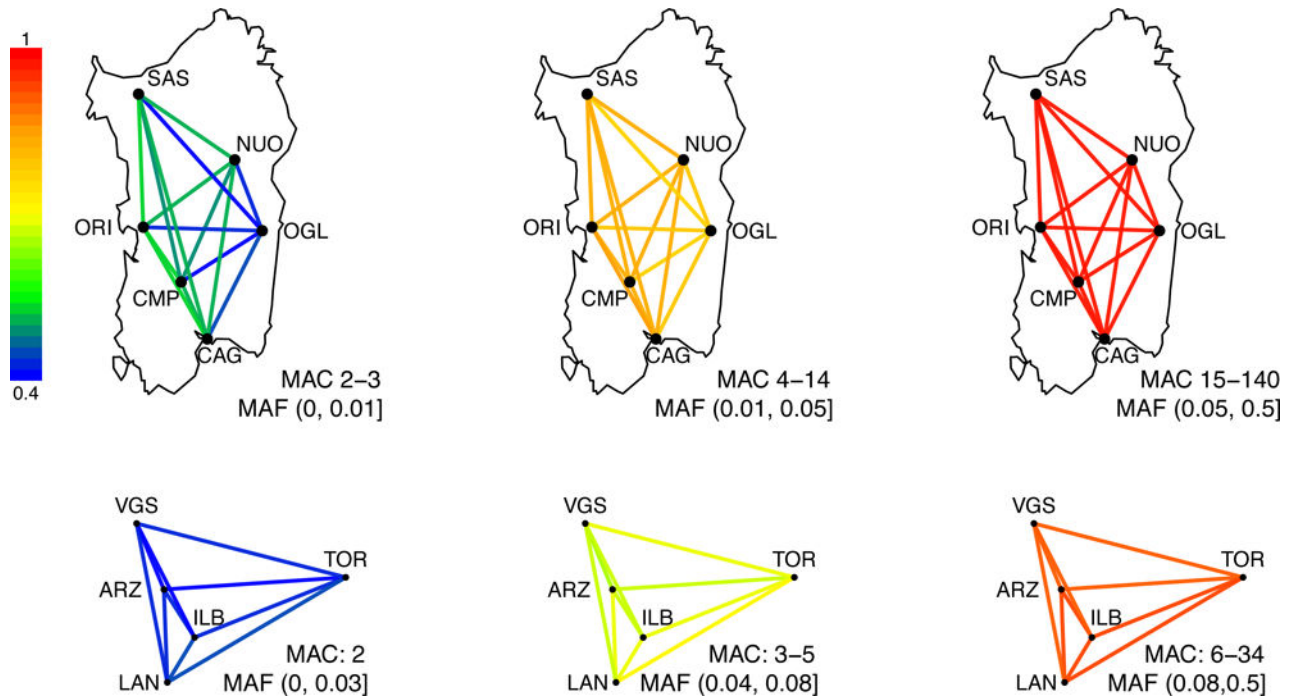 1
0.4
SAS
NUO
ORI
OGL
CMP
CAG
MAC 2–3
MAF (0, 0.01]
SAS
NUO
ORI
OGL
CMP
CAG
MAC 4–14
MAF (0.01, 0.05]
SAS
NUO
ORI
OGL
CMP
CAG
MAC 15–140
MAF (0.05, 0.5]
VGS
TOR
ARZ
ILB
LAN
MAC: 2
MAF (0, 0.03]
VGS
TOR
ARZ
ILB
LAN
MAC: 3–5
MAF (0.04, 0.08]
VGS
TOR
ARZ
ILB
LAN
MAC: 6–34
MAF (0.08,0.5]